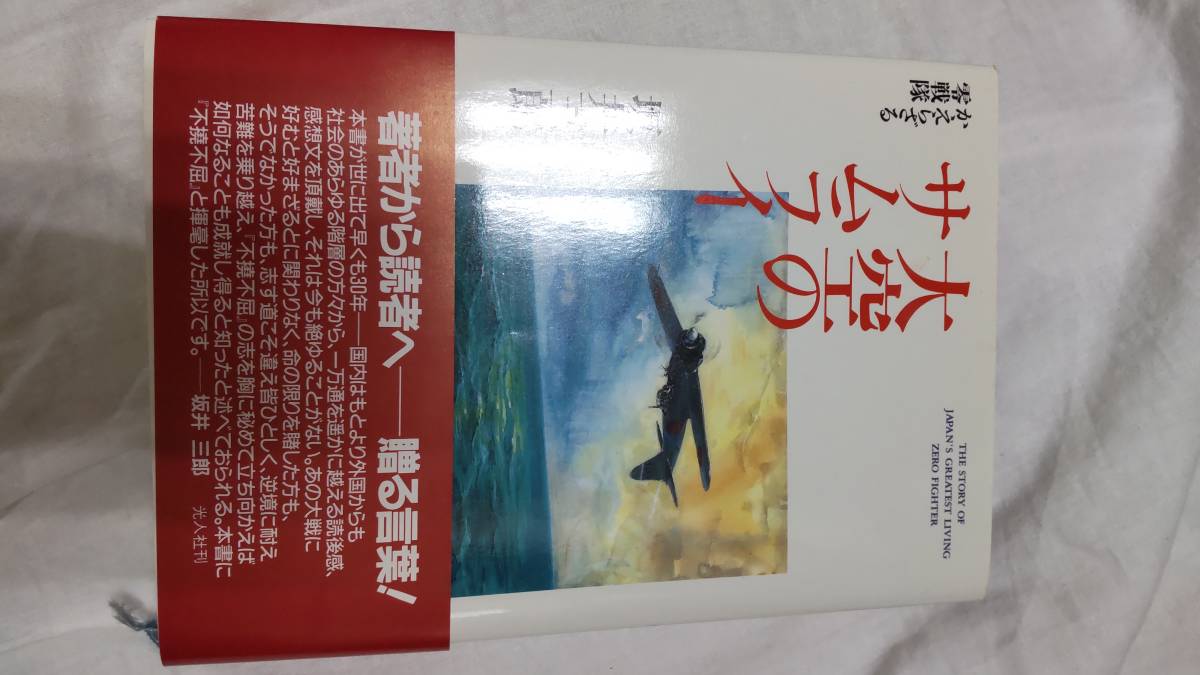 かえらざる
零戦隊
大空の
サムライ
THE STORY OF
JAPAN'S GREATEST LIVING
ZERO FIGHTER
著者から読者へ——贈る言葉!
本書が世に出て早くも30年——国内はもとより外国からも
社会のあらゆる階層の方々から、一万通を遥かに越える読後感、
感想文を頂戴し、それは今も絶ゆることがない。あの大戦に
好むと好まざるとに関わりなく、命の限りを賭した方も、
そうでなかった方も、志す道こそ違え皆ひとしく、逆境に耐え
苦難を乗り越え、『不撓不屈』の志を胸に秘めて立ち向かえば
如何なることも成就し得ると知ったと述べておられる。本書に
『不撓不屈』と揮毫した所以です。——坂井 三郎
光人社刊